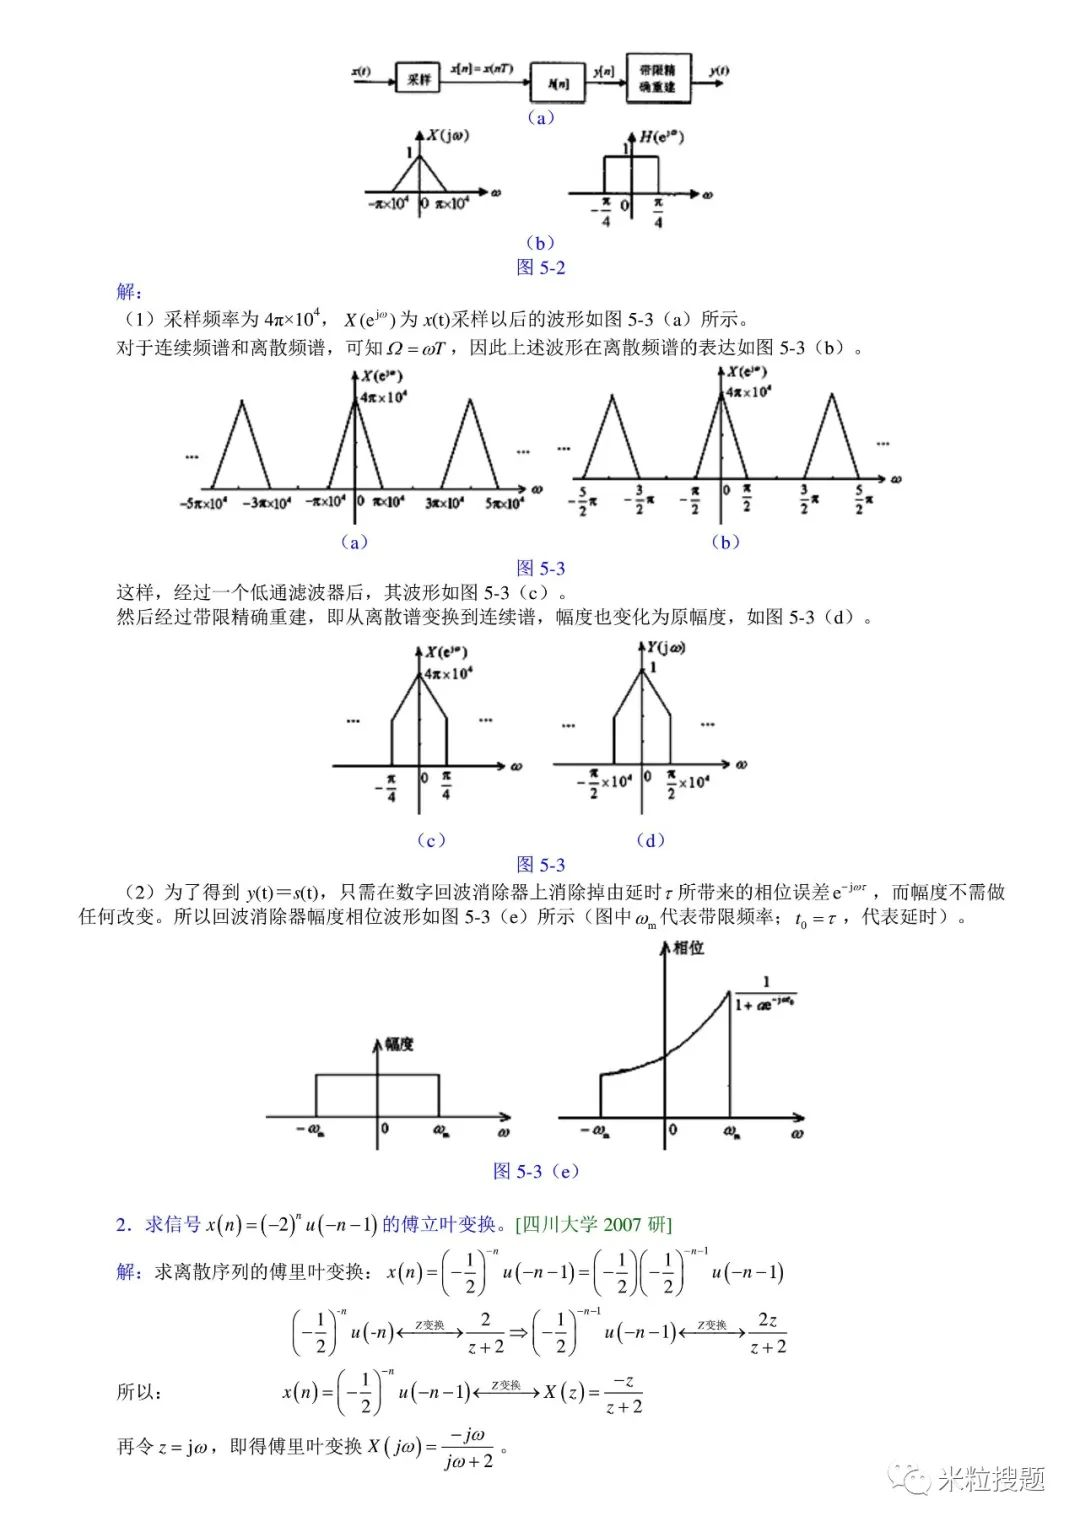 x(t) 采样 x[n]=x(nT) h[n] y[n] 带限精确重建 y(t)
(a)
X(jω) 1 -π×10⁴ 0 π×10⁴ ω
H(e^{jω}) 1 -π/4 0 π/4 ω
(b)
图 5-2
解:
(1)采样频率为 4π×10⁴, X(e^{jω})为 x(t)采样以后的波形如图 5-3(a)所示。
对于连续频谱和离散频谱,可知Ω=ωT,因此上述波形在离散频谱的表达如图 5-3(b)。
X(e^{jω}) 4π×10⁴ ... ... -5π×10⁴ -3π×10⁴ -π×10⁴ 0 π×10⁴ 3π×10⁴ 5π×10⁴ ω
X(e^{jω}) 4π×10⁴ ... ... -5/2π -3/2π -π/2 0 π/2 3/2π 5/2π ω
(a) (b)
图 5-3
这样,经过一个低通滤波器后,其波形如图 5-3(c)。
然后经过带限精确重建,即从离散谱变换到连续谱,幅度也变化为原幅度,如图 5-3(d)。
X(e^{jω}) 4π×10⁴ ... ... -π/4 0 π/4 ω
Y(jω) 1 ... ... -π/2×10⁴ 0 π/2×10⁴ ω
(c) (d)
图 5-3
(2)为了得到 y(t)=s(t),只需在数字回波消除器上消除掉由延时τ所带来的相位误差e^{-jωτ},而幅度不需做
任何改变。所以回波消除器幅度相位波形如图 5-3(e)所示(图中ω_m代表带限频率;t₀=τ,代表延时)。
幅度 -ω_m 0 ω_m ω
相位 1/(1+αe^{-jωt₀}) -ω_m 0 ω_m ω
图 5-3(e)
2.求信号 x(n)=(-2)^n u(-n-1)的傅立叶变换。[四川大学 2007 研]
解:求离散序列的傅里叶变换:x(n)=(-1/2)^{-n} u(-n-1)=(-1/2)(-1/2)^{-n-1} u(-n-1)
(-1/2)^{-n} u(-n)←Z变换→2/(z+2)⇒(-1/2)^{-n-1} u(-n-1)←Z变换→2z/(z+2)
所以: x(n)=(-1/2)^{-n} u(-n-1)←Z变换→X(z)=-z/(z+2)
再令 z=jω,即得傅里叶变换 X(jω)=-jω/(jω+2)。
米粒搜题